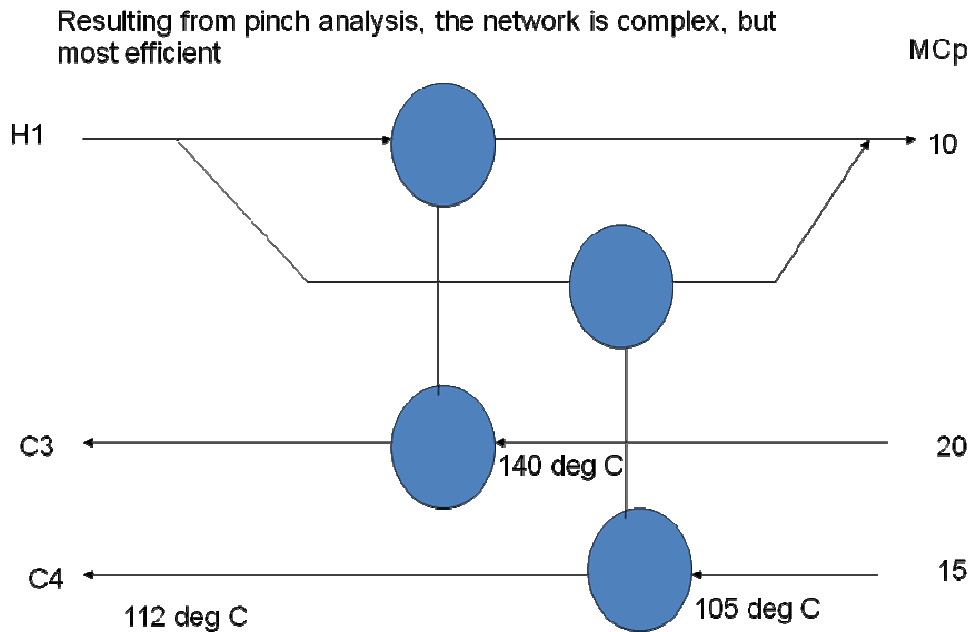 Resulting from pinch analysis, the network is complex, but
most efficient
MCp
H1
10
C3
20
140 deg C
C4
15
112 deg C
105 deg C